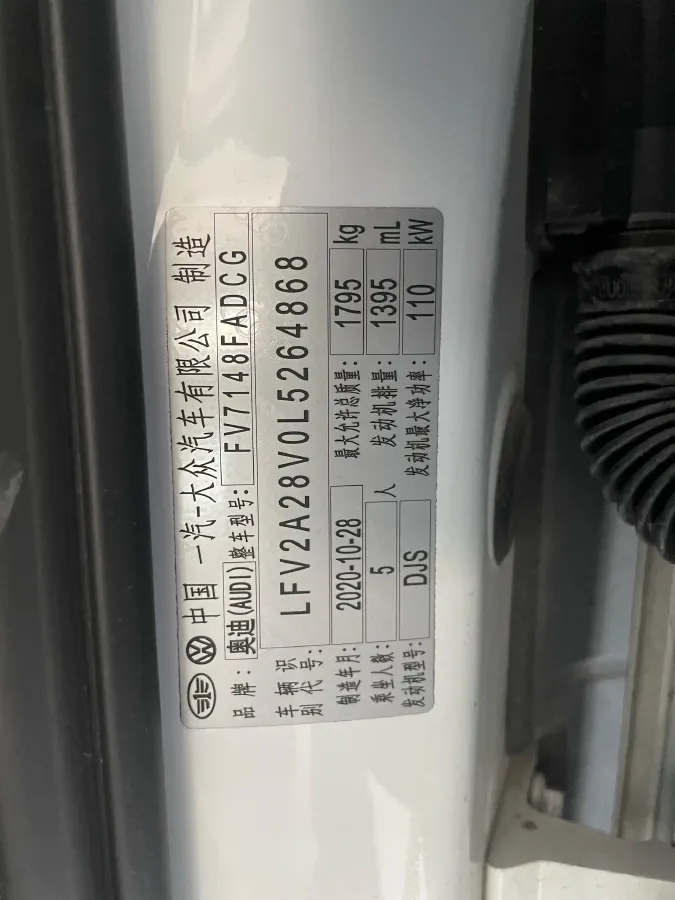 中国 一汽-大众汽车有限公司 制造
品牌: 奥迪(AUDI) 整车型号: FV7148FADCG
车辆识别代号: LFV2A28V0L5264868
制造年月: 2020-10-28 最大允许总质量: 1795 kg
乘坐人数: 5 人 发动机排量: 1395 mL
发动机型号: DJS 发动机最大净功率: 110 kW